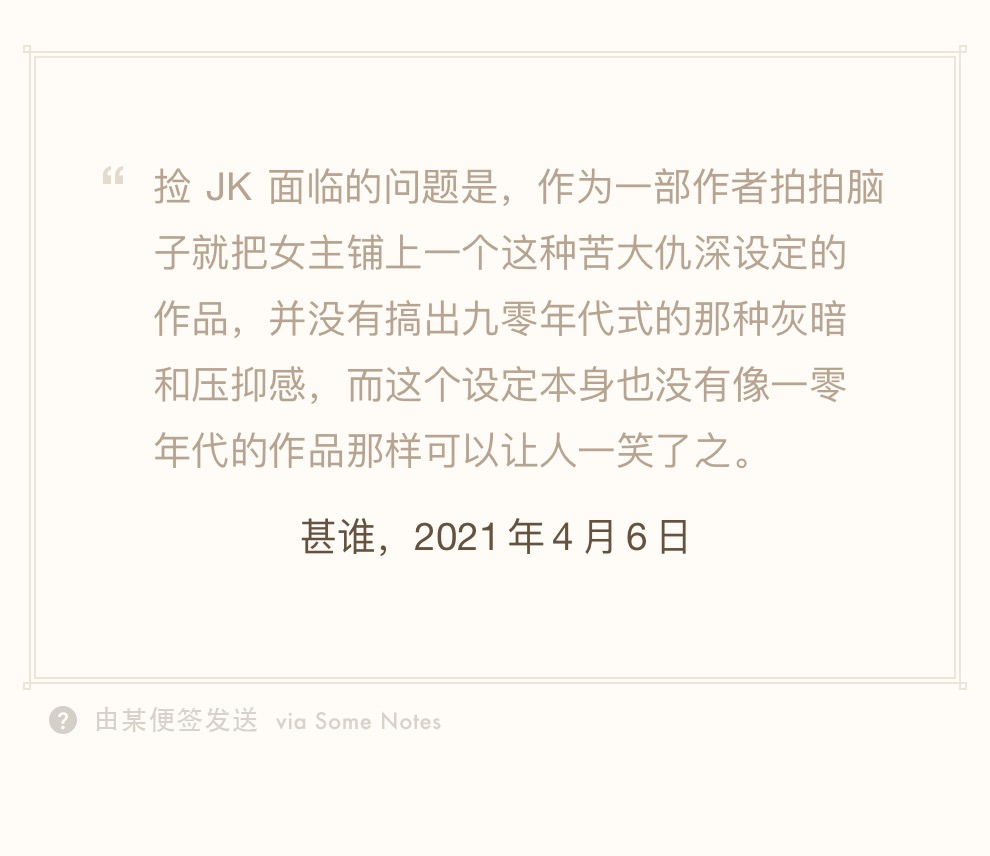 “ 捡 JK 面临的问题是，作为一部作者拍拍脑
子就把女主铺上一个这种苦大仇深设定的
作品，并没有搞出九零年代式的那种灰暗
和压抑感，而这个设定本身也没有像一零
年代的作品那样可以让人一笑了之。
甚谁，2021 年 4 月 6 日
? 由某便签发送 via Some Notes